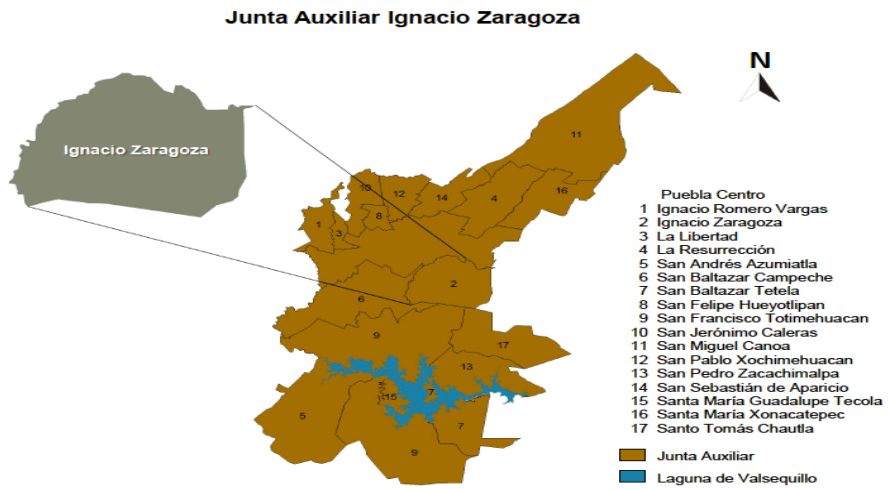 Junta Auxiliar Ignacio Zaragoza
N
Ignacio Zaragoza
11
10
12
14
4
16
8
1
3
2
6
9
17
13
15
7
5
7
9
Puebla Centro
1 Ignacio Romero Vargas
2 Ignacio Zaragoza
3 La Libertad
4 La Resurrección
5 San Andrés Azumiatla
6 San Baltazar Campeche
7 San Baltazar Tetela
8 San Felipe Hueyotlipan
9 San Francisco Totimehuacan
10 San Jerónimo Caleras
11 San Miguel Canoa
12 San Pablo Xochimehuacan
13 San Pedro Zacachimalpa
14 San Sebastián de Aparicio
15 Santa María Guadalupe Tecola
16 Santa María Xonacatepec
17 Santo Tomás Chautla
Junta Auxiliar
Laguna de Valsequillo